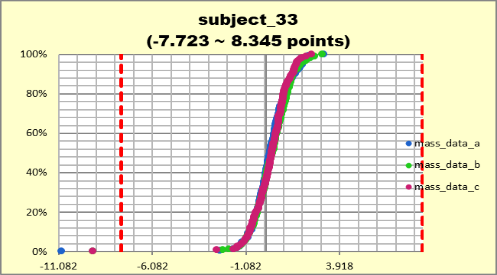 subject_33
(-7.723 ~ 8.345 points)
100%
80%
60%
40%
20%
0%
-11.082
-6.082
-1.082
3.918
mass_data_a
mass_data_b
mass_data_c